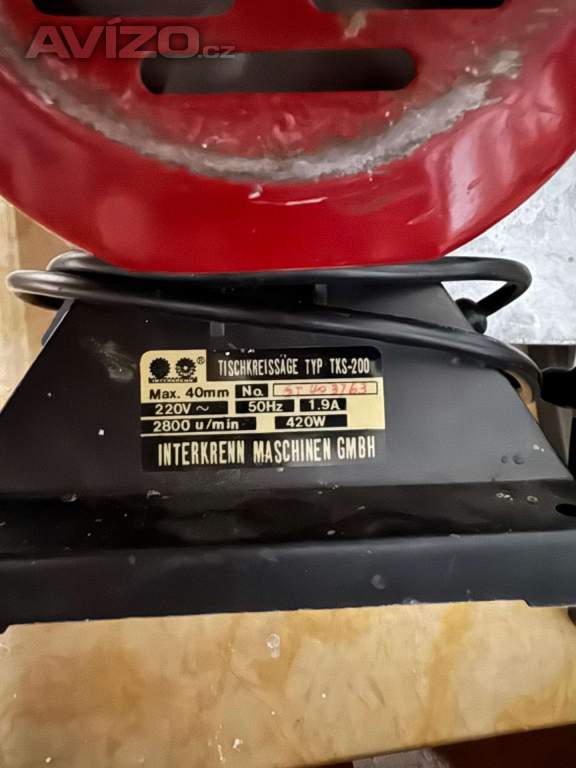 AVÍZO.cz
TISCHKREISSÄGE TYP TKS-200
INTERKRENN ®
Max. 40mm No.
220V ~ 50Hz 1.9A
2800 u/min 420W
INTERKRENN MASCHINEN GMBH